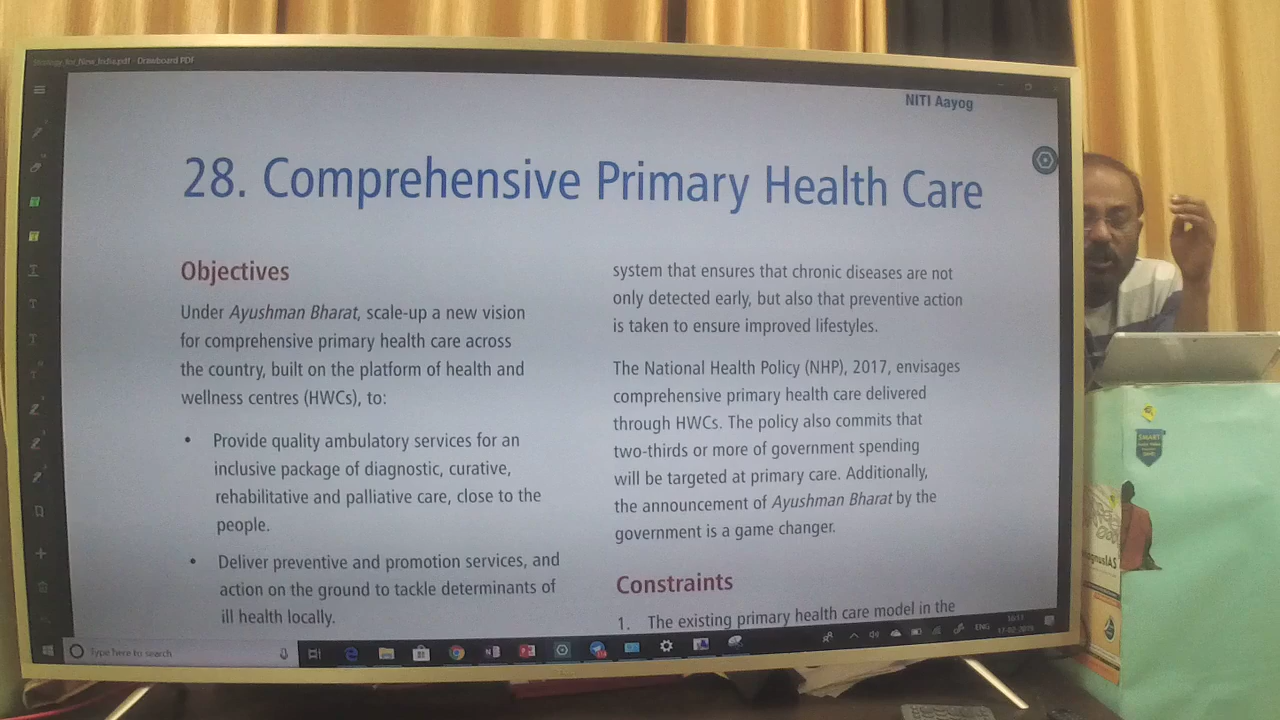 Strategy_for_New_India.pdf - Drawboard PDF
NITI Aayog
28. Comprehensive Primary Health Care
Objectives
Under Ayushman Bharat, scale-up a new vision
for comprehensive primary health care across
the country, built on the platform of health and
wellness centres (HWCs), to:
• Provide quality ambulatory services for an
inclusive package of diagnostic, curative,
rehabilitative and palliative care, close to the
people.
• Deliver preventive and promotion services, and
action on the ground to tackle determinants of
ill health locally.
system that ensures that chronic diseases are not
only detected early, but also that preventive action
is taken to ensure improved lifestyles.
The National Health Policy (NHP), 2017, envisages
comprehensive primary health care delivered
through HWCs. The policy also commits that
two-thirds or more of government spending
will be targeted at primary care. Additionally,
the announcement of Ayushman Bharat by the
government is a game changer.
Constraints
1. The existing primary health care model in the
Type here to search
ENG
SMART